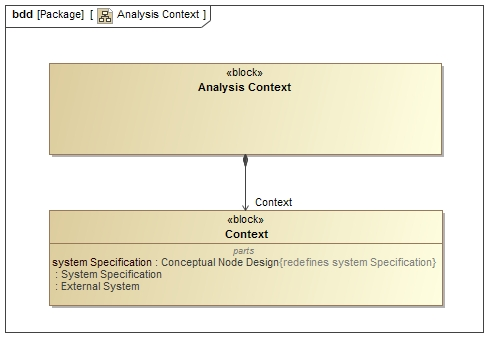 bdd [Package] [ Analysis Context ]
«block»
Analysis Context
Context
«block»
Context
parts
system Specification : Conceptual Node Design{redefines system Specification}
: System Specification
: External System